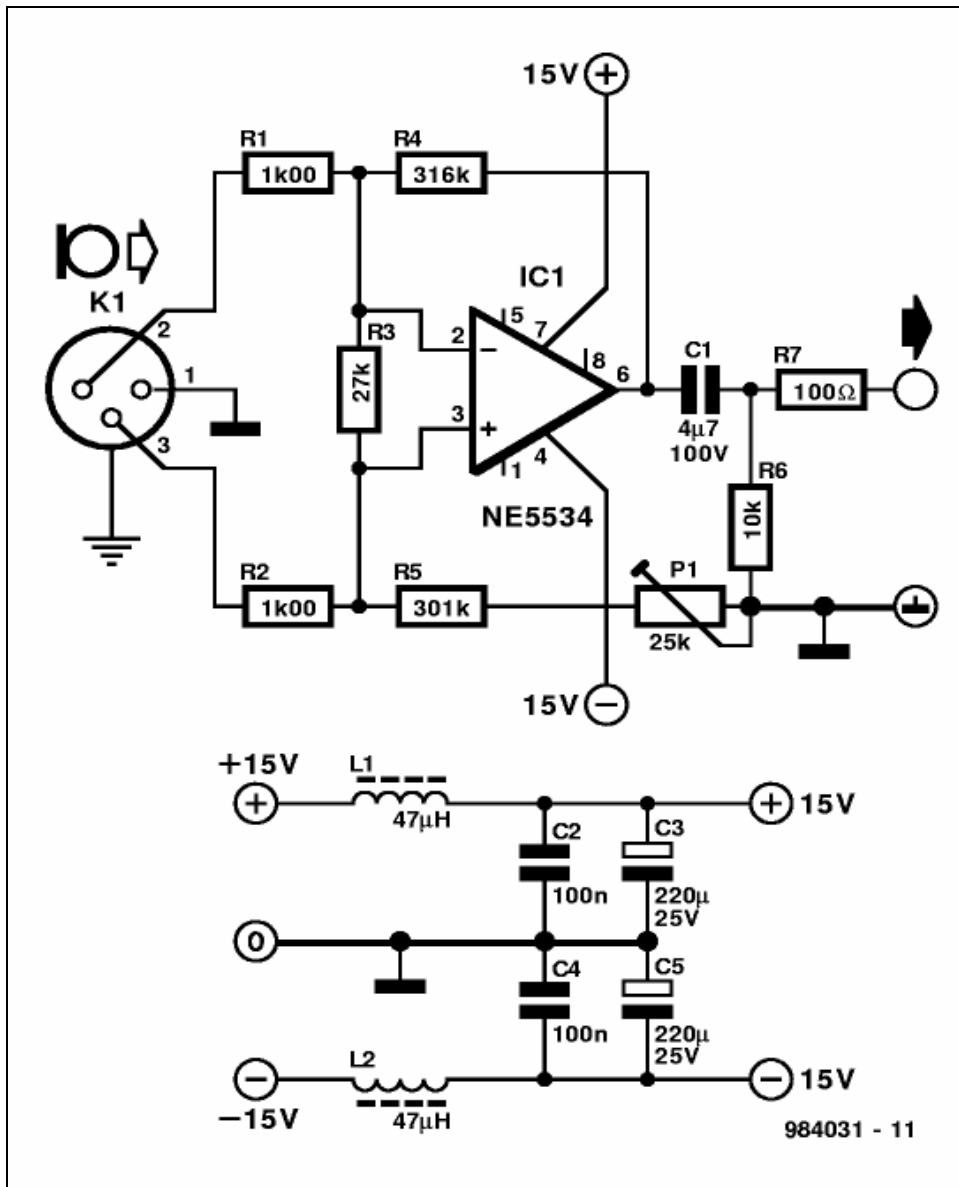 15V +
R1
R4
1k00
316k
IC1
K1
2
5
7
R3
2
−
8
C1
R7
1
27k
6
100Ω
3
+
4µ7
100V
3
1
4
R6
NE5534
10k
R2
R5
P1
1k00
301k
25k
15V −
+15V
L1
+
+ 15V
47µH
C2
C3
100n
220µ
25V
0
C4
C5
100n
220µ
25V
L2
−
− 15V
−15V
47µH
984031 - 11